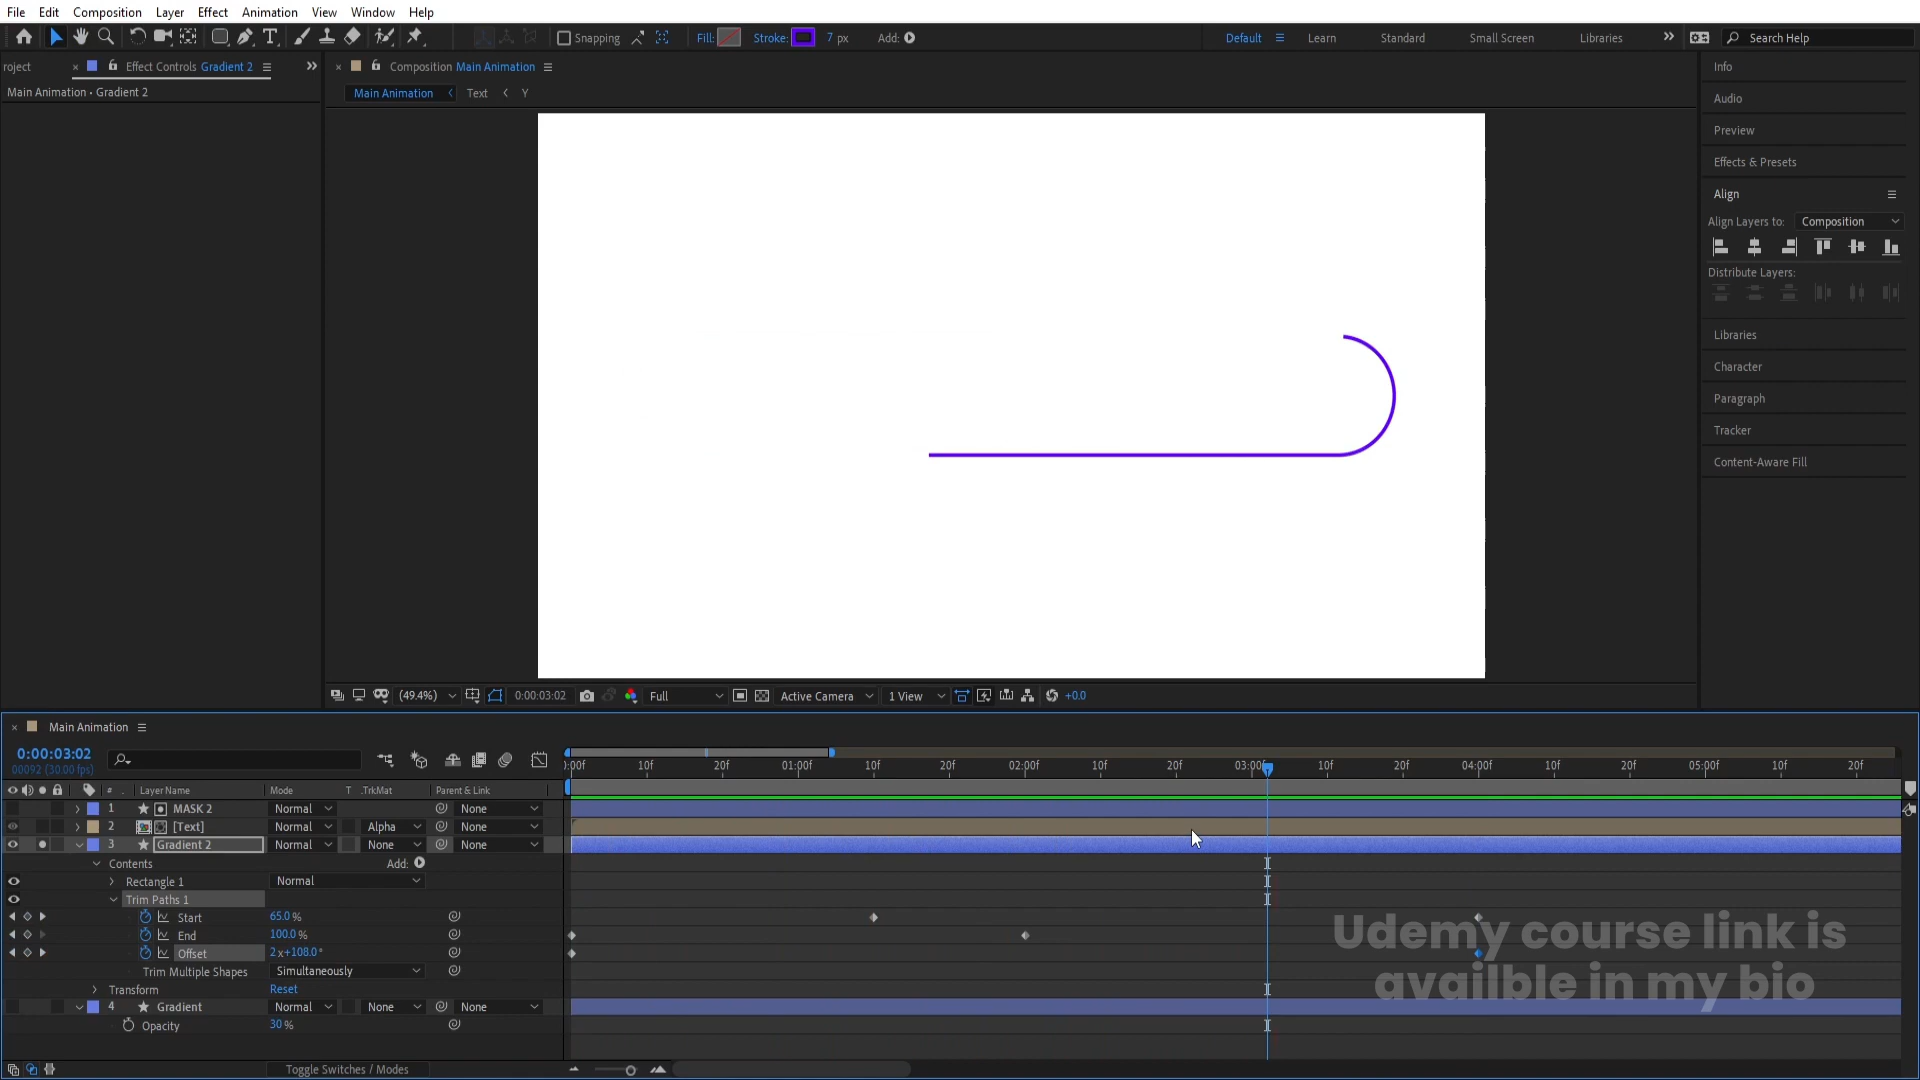 File Edit Composition Layer Effect Animation View Window Help
Snapping Fill: Stroke: 7 px Add: Default Learn Standard Small Screen Libraries Search Help
roject Effect Controls Gradient 2 Composition Main Animation Info
Main Animation • Gradient 2 Main Animation Text Y
Audio
Preview
Effects & Presets
Align
Align Layers to: Composition
Distribute Layers:
Libraries
Character
Paragraph
Tracker
Content-Aware Fill
(49.4%) 0:00:03:02 Full Active Camera 1 View +0.0
Main Animation
0:00:03:02
00092 (30.00 fps)
0:00f 10f 20f 01:00f 10f 20f 02:00f 10f 20f 03:00f 10f 20f 04:00f 10f 20f 05:00f 10f 20f
# Layer Name Mode T .TrkMat Parent & Link
1 MASK 2 Normal None
2 [Text] Normal Alpha None
3 Gradient 2 Normal None None
Contents Add:
Rectangle 1 Normal
Trim Paths 1
Start 65.0 %
End 100.0 %
Offset 2 x+108.0 °
Trim Multiple Shapes Simultaneously
Transform Reset
4 Gradient Normal None None
Opacity 30 %
Toggle Switches / Modes
Udemy course link is
availble in my bio